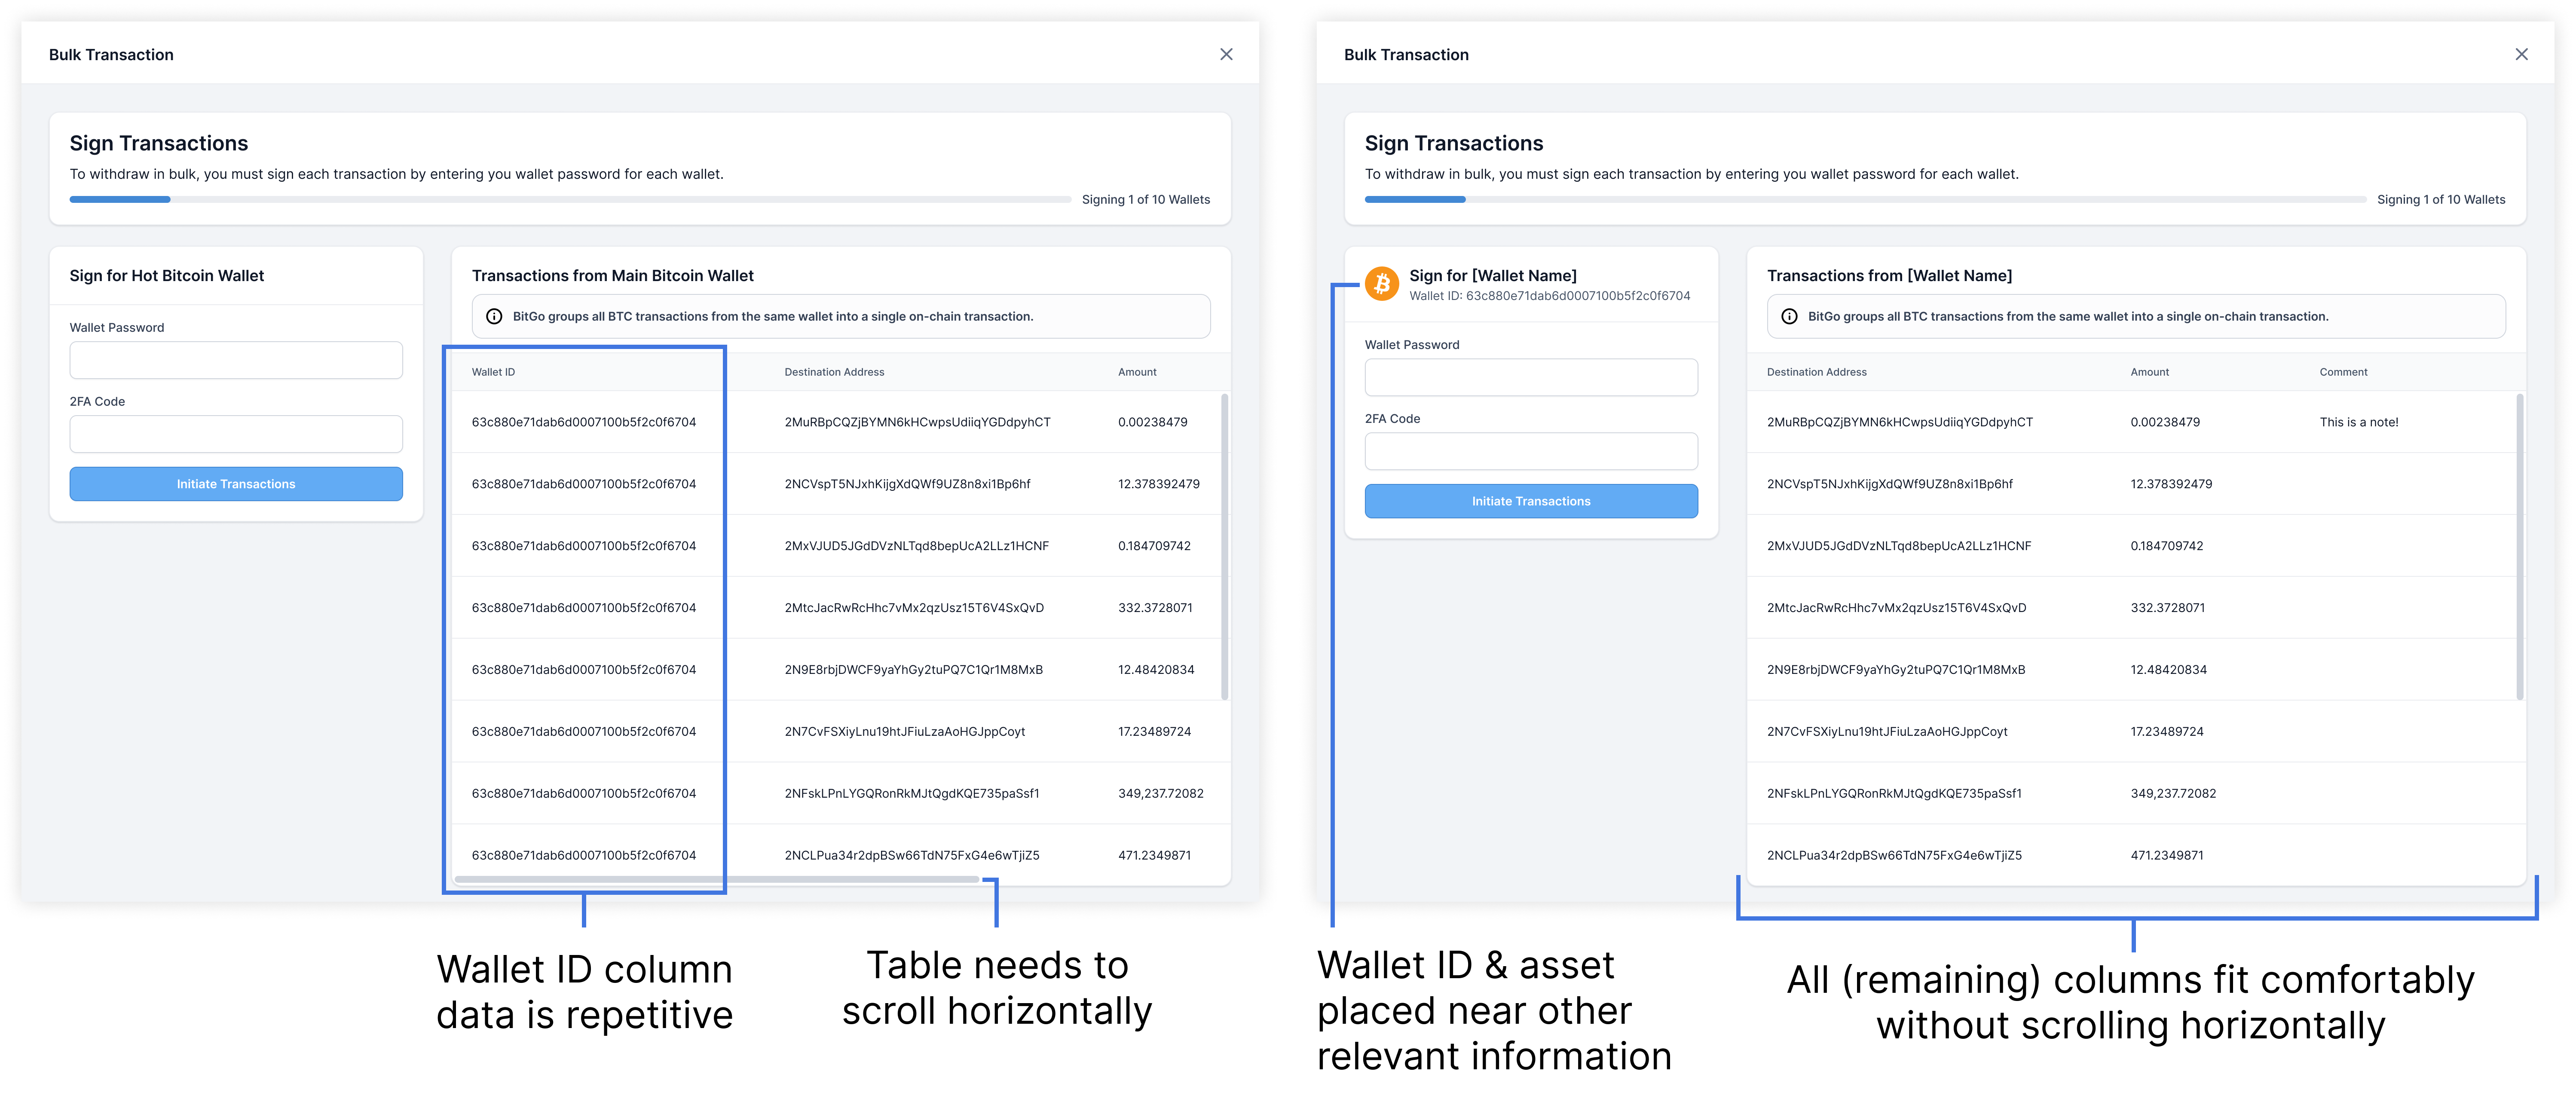 Bulk Transaction
Sign Transactions
To withdraw in bulk, you must sign each transaction by entering you wallet password for each wallet.
Signing 1 of 10 Wallets
Sign for Hot Bitcoin Wallet
Wallet Password
2FA Code
Initiate Transactions
Transactions from Main Bitcoin Wallet
BitGo groups all BTC transactions from the same wallet into a single on-chain transaction.
Wallet ID Destination Address Amount
63c880e71dab6d0007100b5f2c0f6704 2MuRBpCQZjBYMN6kHCwpsUdiiqYGDdpyhCT 0.00238479
63c880e71dab6d0007100b5f2c0f6704 2NCVspT5NJxhKijgXdQWf9UZ8n8xi1Bp6hf 12.378392479
63c880e71dab6d0007100b5f2c0f6704 2MxVJUD5JGdDVzNLTqd8bepUcA2LLz1HCNF 0.184709742
63c880e71dab6d0007100b5f2c0f6704 2MtcJacRwRcHhc7vMx2qzUsz15T6V4SxQvD 332.3728071
63c880e71dab6d0007100b5f2c0f6704 2N9E8rbjDWCF9yaYhGy2tuPQ7C1Qr1M8MxB 12.48420834
63c880e71dab6d0007100b5f2c0f6704 2N7CvFSXiyLnu19htJFiuLzaAoHGJppCoyt 17.23489724
63c880e71dab6d0007100b5f2c0f6704 2NFskLPnLYGQRonRkMJtQgdKQE735paSsf1 349,237.72082
63c880e71dab6d0007100b5f2c0f6704 2NCLPua34r2dpBSw66TdN75FxG4e6wTjiZ5 471.2349871
Wallet ID column
data is repetitive
Table needs to
scroll horizontally
Bulk Transaction
Sign Transactions
To withdraw in bulk, you must sign each transaction by entering you wallet password for each wallet.
Signing 1 of 10 Wallets
Sign for [Wallet Name]
Wallet ID: 63c880e71dab6d0007100b5f2c0f6704
Wallet Password
2FA Code
Initiate Transactions
Transactions from [Wallet Name]
BitGo groups all BTC transactions from the same wallet into a single on-chain transaction.
Destination Address Amount Comment
2MuRBpCQZjBYMN6kHCwpsUdiiqYGDdpyhCT 0.00238479 This is a note!
2NCVspT5NJxhKijgXdQWf9UZ8n8xi1Bp6hf 12.378392479
2MxVJUD5JGdDVzNLTqd8bepUcA2LLz1HCNF 0.184709742
2MtcJacRwRcHhc7vMx2qzUsz15T6V4SxQvD 332.3728071
2N9E8rbjDWCF9yaYhGy2tuPQ7C1Qr1M8MxB 12.48420834
2N7CvFSXiyLnu19htJFiuLzaAoHGJppCoyt 17.23489724
2NFskLPnLYGQRonRkMJtQgdKQE735paSsf1 349,237.72082
2NCLPua34r2dpBSw66TdN75FxG4e6wTjiZ5 471.2349871
Wallet ID & asset
placed near other
relevant information
All (remaining) columns fit comfortably
without scrolling horizontally